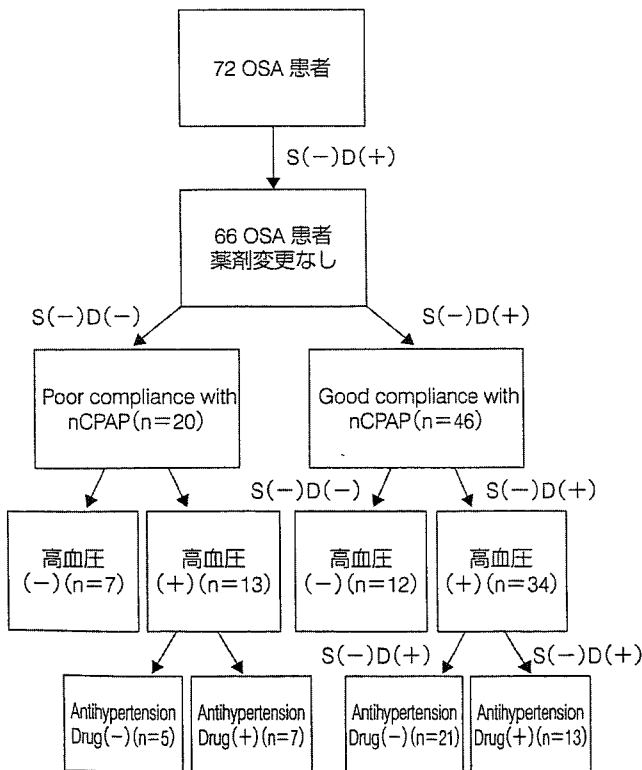 72 OSA 患者
S(−)D(+)
66 OSA 患者
薬剤変更なし
S(−)D(−)
S(−)D(+)
Poor compliance with
nCPAP(n=20)
Good compliance with
nCPAP(n=46)
S(−)D(−)
S(−)D(+)
高血圧
(−)(n=7)
高血圧
(+)(n=13)
高血圧
(−)(n=12)
高血圧
(+)(n=34)
S(−)D(+)
S(−)D(+)
Antihypertension
Drug(−)(n=5)
Antihypertension
Drug(+)(n=7)
Antihypertension
Drug(−)(n=21)
Antihypertension
Drug(+)(n=13)